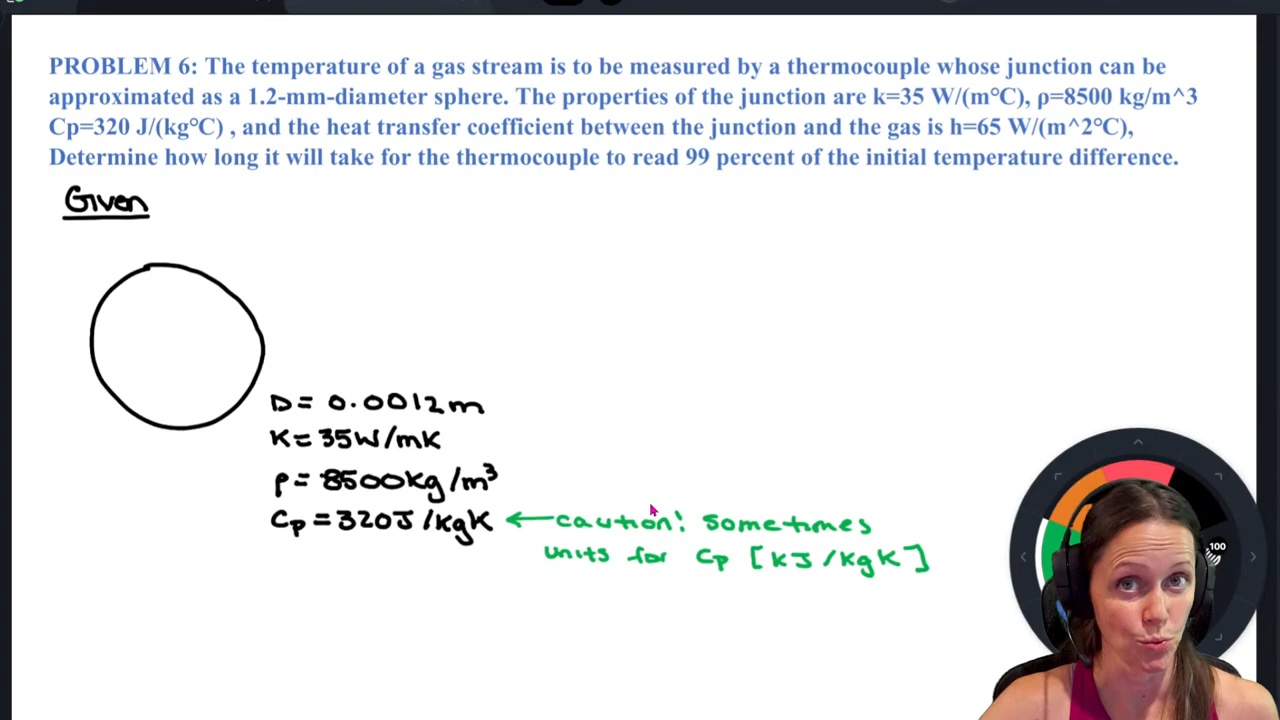 PROBLEM 6: The temperature of a gas stream is to be measured by a thermocouple whose junction can be
approximated as a 1.2-mm-diameter sphere. The properties of the junction are k=35 W/(m°C), ρ=8500 kg/m^3
Cp=320 J/(kg°C) , and the heat transfer coefficient between the junction and the gas is h=65 W/(m^2°C),
Determine how long it will take for the thermocouple to read 99 percent of the initial temperature difference.
Given
D = 0.0012m
K = 35W/mK
ρ = 8500kg/m³
Cp = 320J/kgK ← caution! sometimes
units for Cp [KJ/KgK]
100